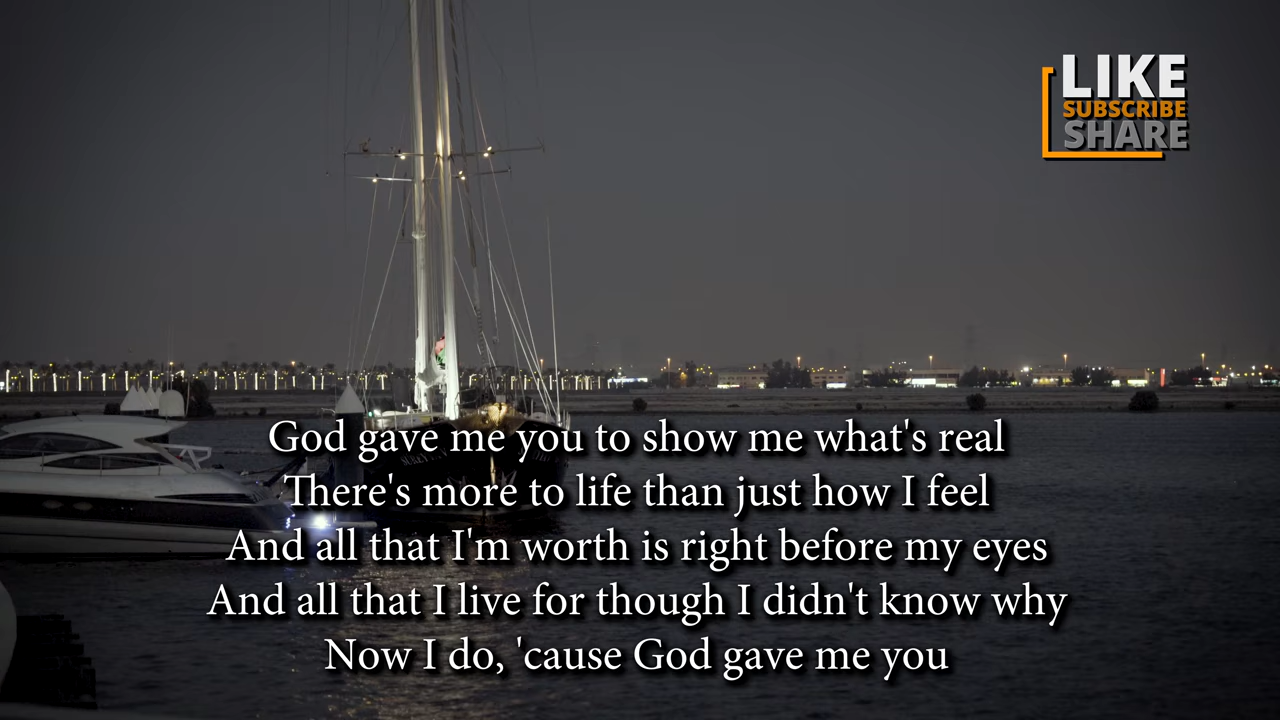 LIKE
SUBSCRIBE
SHARE
God gave me you to show me what's real
There's more to life than just how I feel
And all that I'm worth is right before my eyes
And all that I live for though I didn't know why
Now I do, 'cause God gave me you